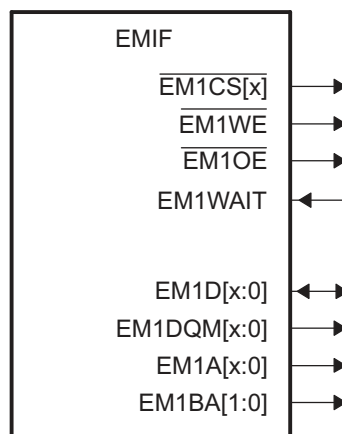 EMIF
EM1CS[x]
EM1WE
EM1OE
EM1WAIT
EM1D[x:0]
EM1DQM[x:0]
EM1A[x:0]
EM1BA[1:0]